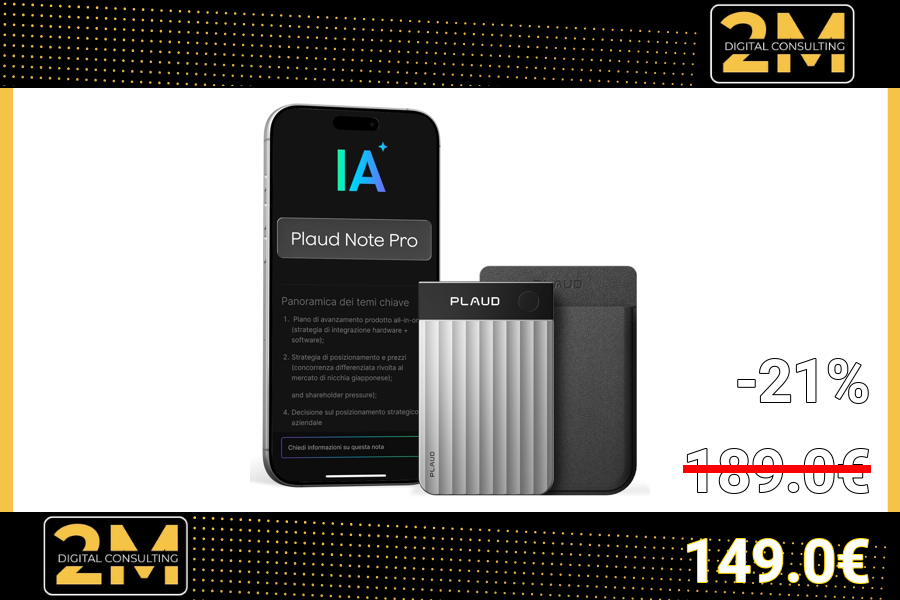 2M
DIGITAL CONSULTING
IA
Plaud Note Pro
Panoramica dei temi chiave
1. Piano di avanzamento prodotto all-in-on
(strategia di integrazione hardware +
software);
2. Strategia di posizionamento e prezzi
(concorrenza differenziata rivolta al
mercato di nicchia giapponese);
and shareholder pressure);
4. Decisione sul posizionamento strategico
aziendale
Chiedi informazioni su questa nota
PLAUD
PLAUD
PLAUD
-21%
189.0€
2M
DIGITAL CONSULTING
149.0€